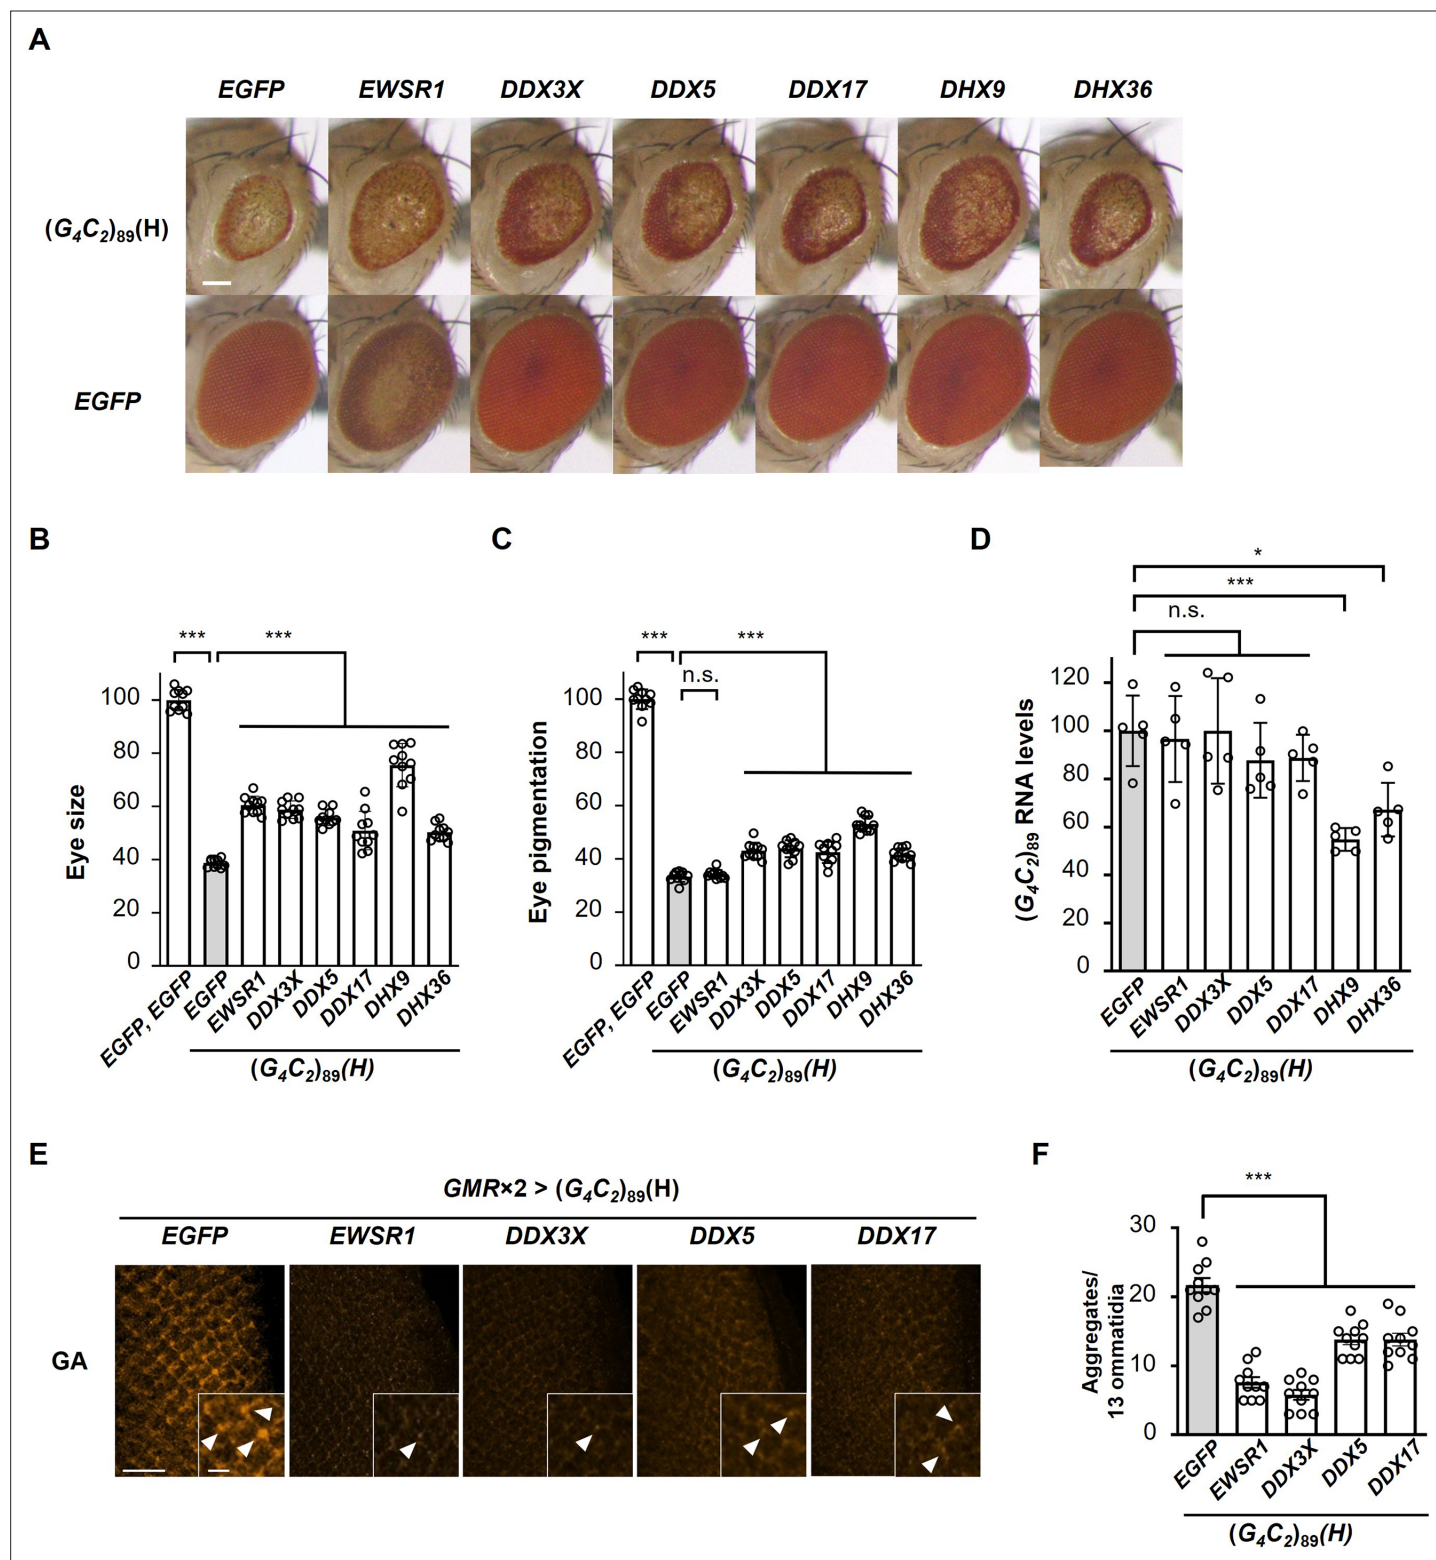 A
EGFP EWSR1 DDX3X DDX5 DDX17 DHX9 DHX36
(G4C2)89(H)
EGFP
B
Eye size
100
80
60
40
20
0
*** ***
EGFP, EGFP EGFP EWSR1 DDX3X DDX5 DDX17 DHX9 DHX36
(G4C2)89(H)
C
Eye pigmentation
100
80
60
40
20
0
*** ***
n.s.
EGFP, EGFP EGFP EWSR1 DDX3X DDX5 DDX17 DHX9 DHX36
(G4C2)89(H)
D
(G4C2)89 RNA levels
120
100
80
60
40
20
0
*
***
n.s.
EGFP EWSR1 DDX3X DDX5 DDX17 DHX9 DHX36
(G4C2)89(H)
E
GMR×2 > (G4C2)89(H)
EGFP EWSR1 DDX3X DDX5 DDX17
GA
F
Aggregates/
13 ommatidia
30
20
10
0
***
EGFP EWSR1 DDX3X DDX5 DDX17
(G4C2)89(H)